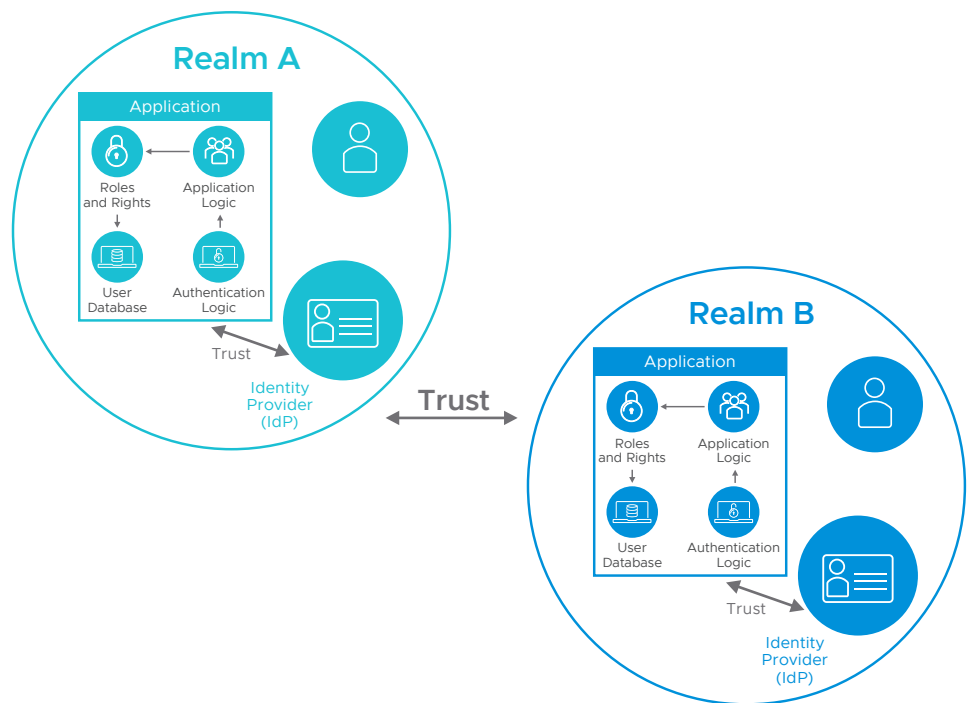 Realm A
Application
Roles
and Rights
Application
Logic
User
Database
Authentication
Logic
Trust
Identity
Provider
(IdP)
Trust
Realm B
Application
Roles
and Rights
Application
Logic
User
Database
Authentication
Logic
Trust
Identity
Provider
(IdP)